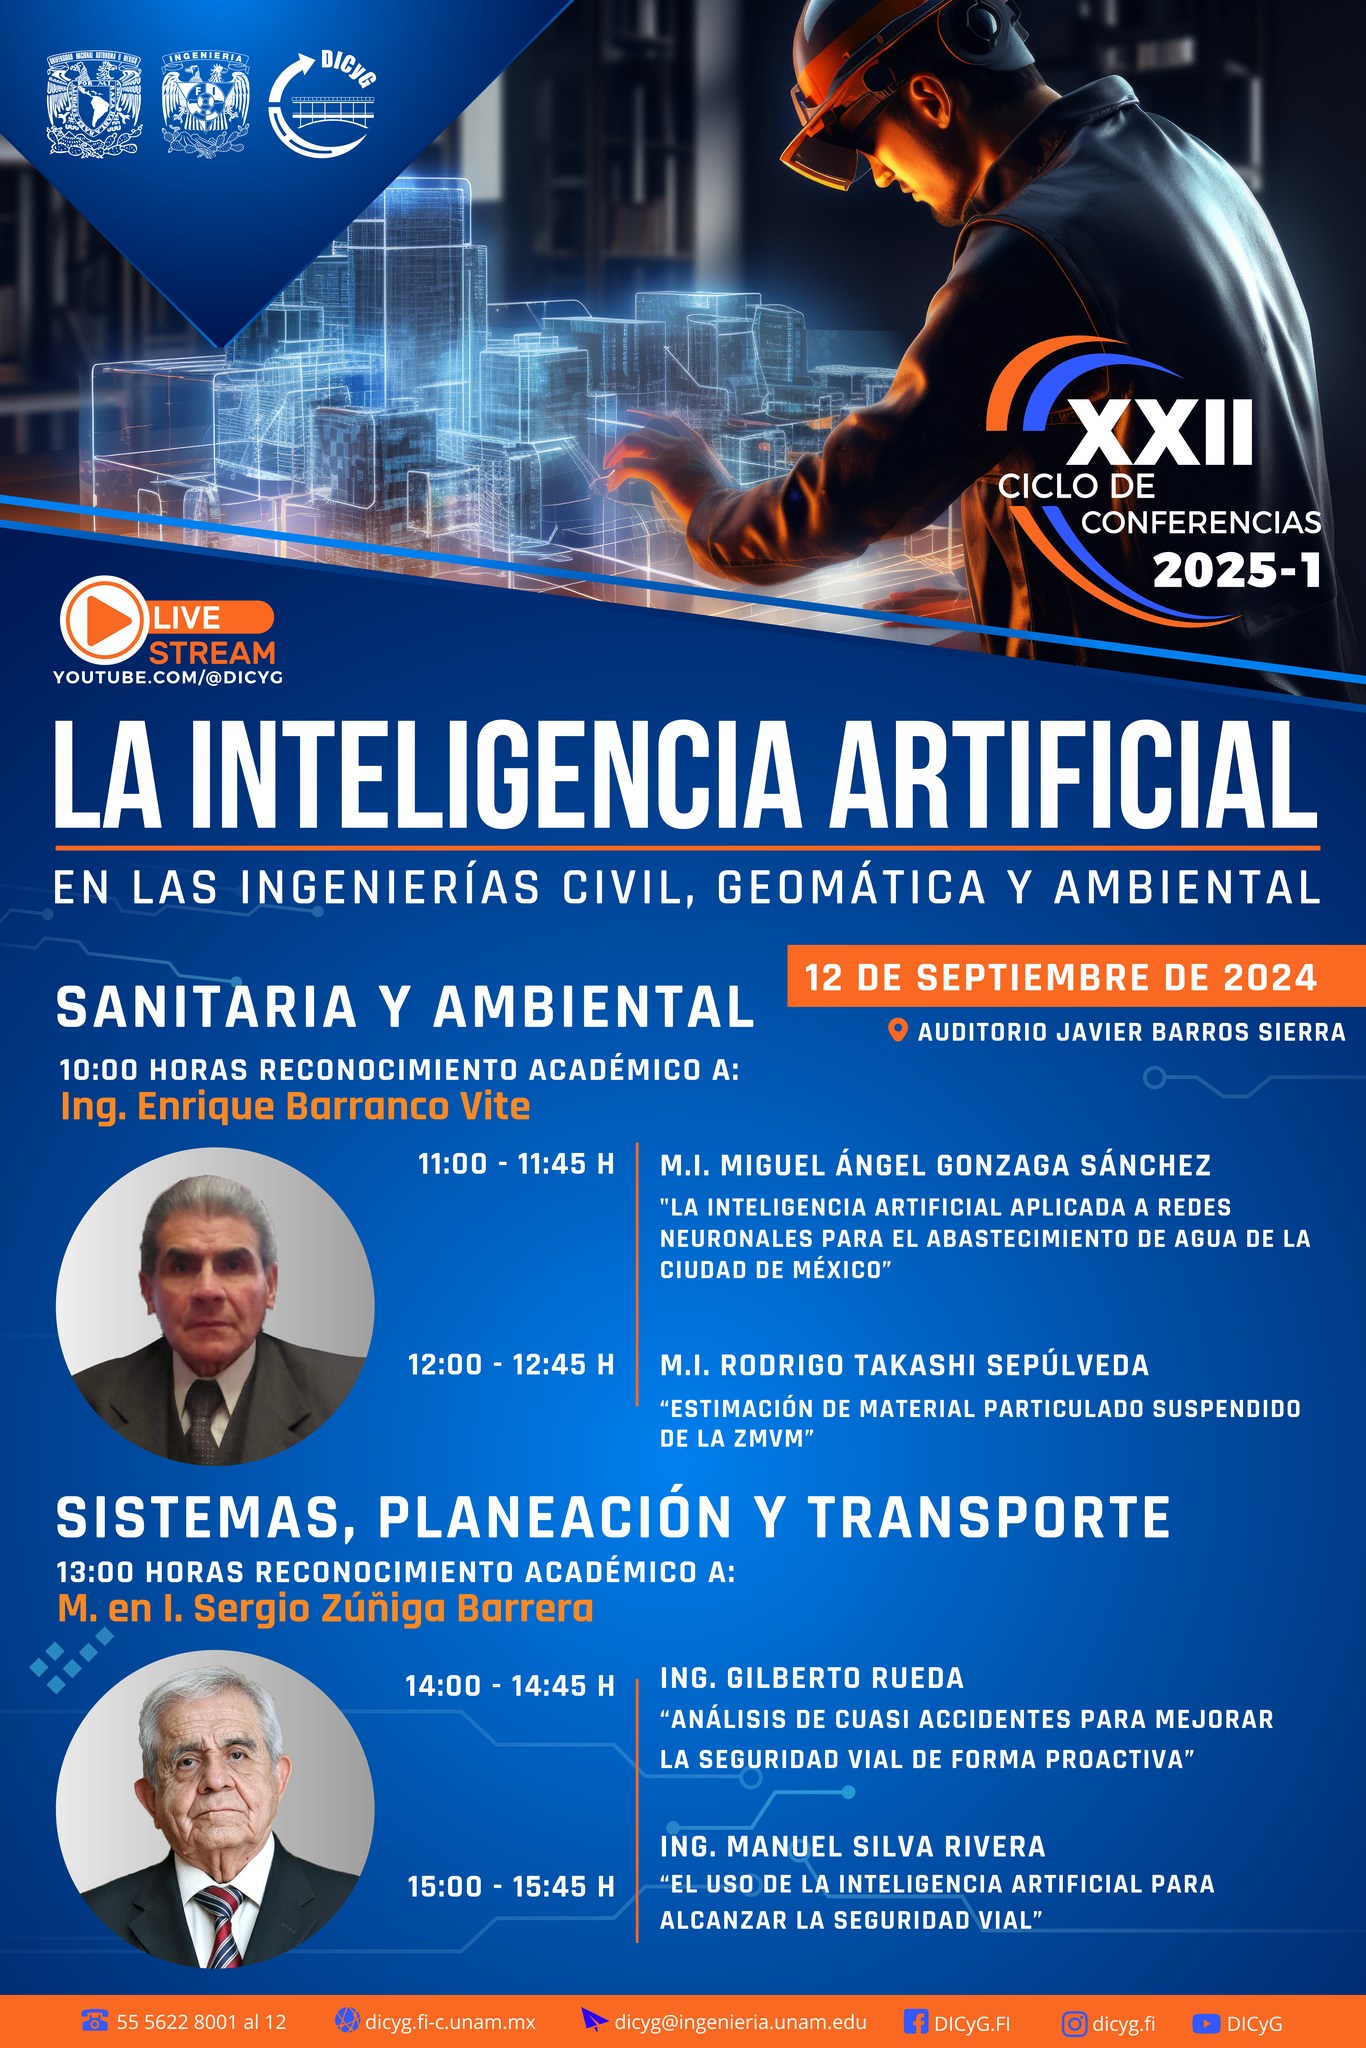 UNIVERSIDAD NACIONAL AUTONOMA DE MEXICO
POR MI
INGENIERIA
DICyG
XXII
CICLO DE
CONFERENCIAS
2025-1
LIVE
STREAM
YOUTUBE.COM/@DICYG
LA INTELIGENCIA ARTIFICIAL
EN LAS INGENIERÍAS CIVIL, GEOMÁTICA Y AMBIENTAL
12 DE SEPTIEMBRE DE 2024
AUDITORIO JAVIER BARROS SIERRA
SANITARIA Y AMBIENTAL
10:00 HORAS RECONOCIMIENTO ACADÉMICO A:
Ing. Enrique Barranco Vite
11:00 - 11:45 H
M.I. MIGUEL ÁNGEL GONZAGA SÁNCHEZ
"LA INTELIGENCIA ARTIFICIAL APLICADA A REDES
NEURONALES PARA EL ABASTECIMIENTO DE AGUA DE LA
CIUDAD DE MÉXICO”
12:00 - 12:45 H
M.I. RODRIGO TAKASHI SEPÚLVEDA
“ESTIMACIÓN DE MATERIAL PARTICULADO SUSPENDIDO
DE LA ZMVM”
SISTEMAS, PLANEACIÓN Y TRANSPORTE
13:00 HORAS RECONOCIMIENTO ACADÉMICO A:
M. en I. Sergio Zúñiga Barrera
14:00 - 14:45 H
ING. GILBERTO RUEDA
“ANÁLISIS DE CUASI ACCIDENTES PARA MEJORAR
LA SEGURIDAD VIAL DE FORMA PROACTIVA”
15:00 - 15:45 H
ING. MANUEL SILVA RIVERA
“EL USO DE LA INTELIGENCIA ARTIFICIAL PARA
ALCANZAR LA SEGURIDAD VIAL”
55 5622 8001 al 12
dicyg.fi-c.unam.mx
dicyg@ingenieria.unam.edu
DICyG.FI
dicyg.fi
DICyG